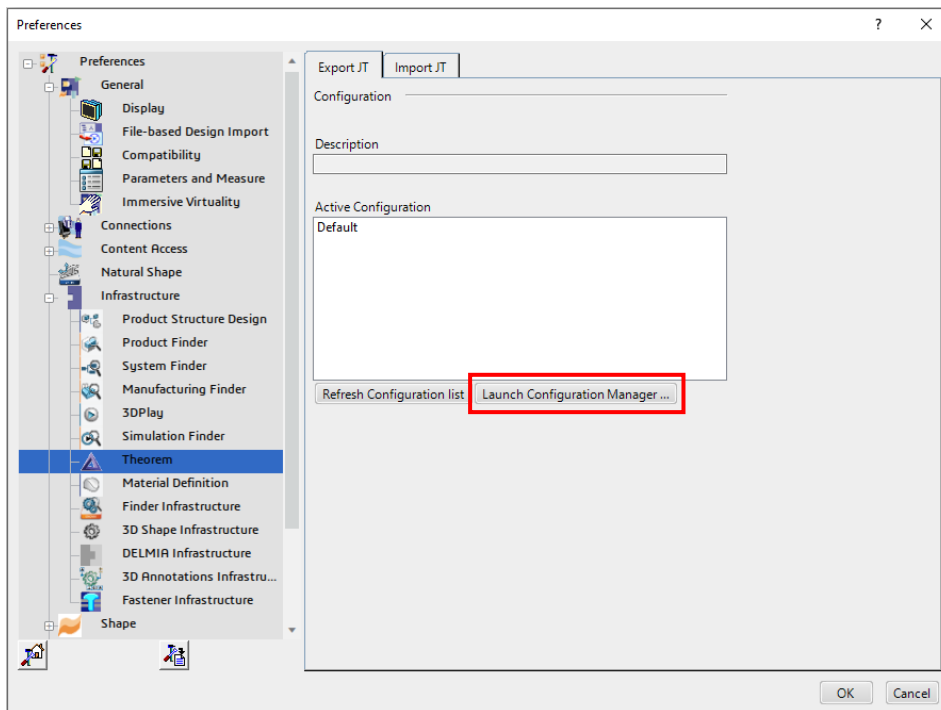 Preferences
?
Preferences
General
Display
File-based Design Import
Compatibility
Parameters and Measure
Immersive Virtuality
Connections
Content Access
Natural Shape
Infrastructure
Product Structure Design
Product Finder
System Finder
Manufacturing Finder
3DPlay
Simulation Finder
Theorem
Material Definition
Finder Infrastructure
3D Shape Infrastructure
DELMIA Infrastructure
3D Annotations Infrastru...
Fastener Infrastructure
Shape
Export JT Import JT
Configuration
Description
Active Configuration
Default
Refresh Configuration list Launch Configuration Manager ...
OK Cancel